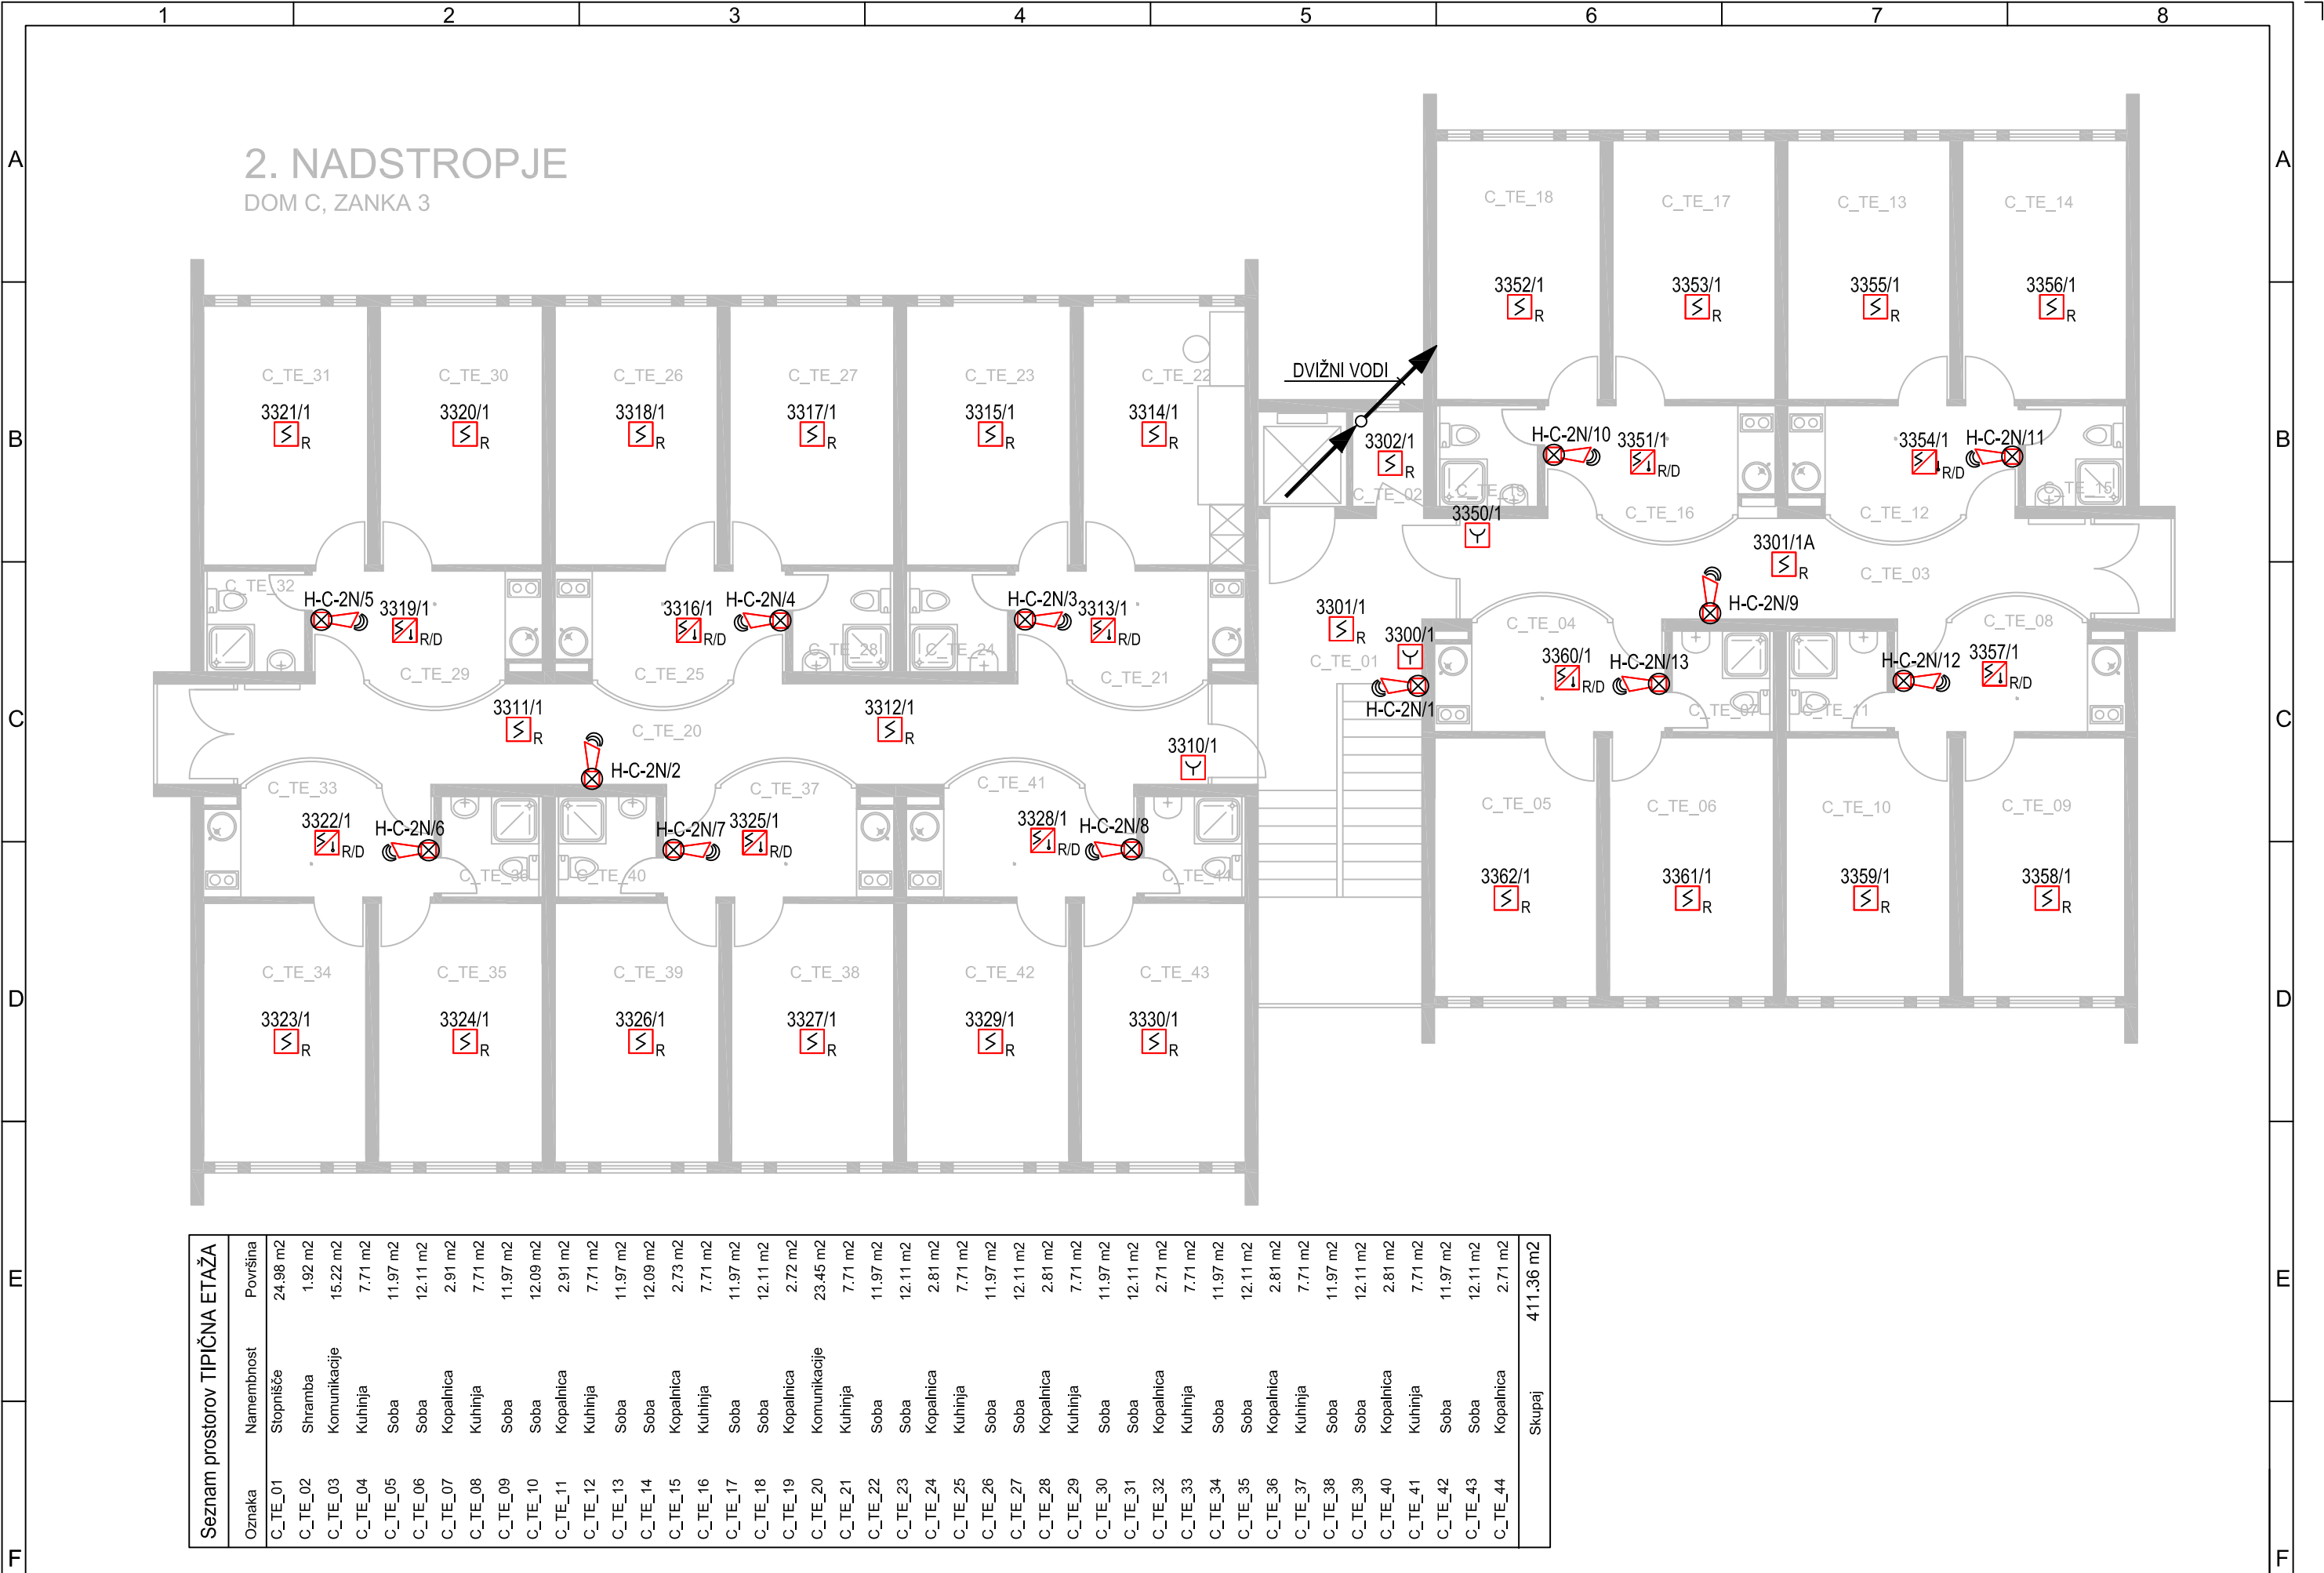 1 2 3 4 5 6 7 8
A A
2. NADSTROPJE
DOM C, ZANKA 3
C_TE_18 C_TE_17 C_TE_13 C_TE_14
3352/1 R 3353/1 R 3355/1 R 3356/1 R
DVIŽNI VODI
C_TE_31 C_TE_30 C_TE_26 C_TE_27 C_TE_23 C_TE_22
3321/1 R 3320/1 R 3318/1 R 3317/1 R 3315/1 R 3314/1 R
B B
3302/1 R
H-C-2N/10 3351/1 R/D 3354/1 R/D H-C-2N/11
C_TE_02 C_TE_19 C_TE_15
3350/1 C_TE_16 C_TE_12
3301/1A R
C_TE_03
C_TE_32
H-C-2N/5 3319/1 R/D 3316/1 R/D H-C-2N/4 H-C-2N/3 3313/1 R/D
3301/1 R H-C-2N/9
3300/1 C_TE_04 C_TE_08
C_TE_28 C_TE_24 C_TE_01
3360/1 R/D H-C-2N/13 H-C-2N/12 3357/1 R/D
C_TE_29 C_TE_25 C_TE_21
H-C-2N/1 C_TE_07 C_TE_11
C C
3311/1 R C_TE_20 3312/1 R
3310/1
H-C-2N/2
C_TE_33 C_TE_37 C_TE_41
C_TE_05 C_TE_06 C_TE_10 C_TE_09
3322/1 R/D H-C-2N/6 H-C-2N/7 3325/1 R/D 3328/1 R/D H-C-2N/8
C_TE_36 C_TE_40 C_TE_44
3362/1 R 3361/1 R 3359/1 R 3358/1 R
C_TE_34 C_TE_35 C_TE_39 C_TE_38 C_TE_42 C_TE_43
D D
3323/1 R 3324/1 R 3326/1 R 3327/1 R 3329/1 R 3330/1 R
E E
Seznam prostorov TIPIČNA ETAŽA
Oznaka Namembnost Površina
C_TE_01 Stopnišče 24.98 m2
C_TE_02 Shramba 1.92 m2
C_TE_03 Komunikacije 15.22 m2
C_TE_04 Kuhinja 7.71 m2
C_TE_05 Soba 11.97 m2
C_TE_06 Soba 12.11 m2
C_TE_07 Kopalnica 2.91 m2
C_TE_08 Kuhinja 7.71 m2
C_TE_09 Soba 11.97 m2
C_TE_10 Soba 12.09 m2
C_TE_11 Kopalnica 2.91 m2
C_TE_12 Kuhinja 7.71 m2
C_TE_13 Soba 11.97 m2
C_TE_14 Soba 12.09 m2
C_TE_15 Kopalnica 2.73 m2
C_TE_16 Kuhinja 7.71 m2
C_TE_17 Soba 11.97 m2
C_TE_18 Soba 12.11 m2
C_TE_19 Kopalnica 2.72 m2
C_TE_20 Komunikacije 23.45 m2
C_TE_21 Kuhinja 7.71 m2
C_TE_22 Soba 11.97 m2
C_TE_23 Soba 12.11 m2
C_TE_24 Kopalnica 2.81 m2
C_TE_25 Kuhinja 7.71 m2
C_TE_26 Soba 11.97 m2
C_TE_27 Soba 12.11 m2
C_TE_28 Kopalnica 2.81 m2
C_TE_29 Kuhinja 7.71 m2
C_TE_30 Soba 11.97 m2
C_TE_31 Soba 12.11 m2
C_TE_32 Kopalnica 2.71 m2
C_TE_33 Kuhinja 7.71 m2
C_TE_34 Soba 11.97 m2
C_TE_35 Soba 12.11 m2
C_TE_36 Kopalnica 2.81 m2
C_TE_37 Kuhinja 7.71 m2
C_TE_38 Soba 11.97 m2
C_TE_39 Soba 12.11 m2
C_TE_40 Kopalnica 2.81 m2
C_TE_41 Kuhinja 7.71 m2
C_TE_42 Soba 11.97 m2
C_TE_43 Soba 12.11 m2
C_TE_44 Kopalnica 2.71 m2
Skupaj 411.36 m2
F F